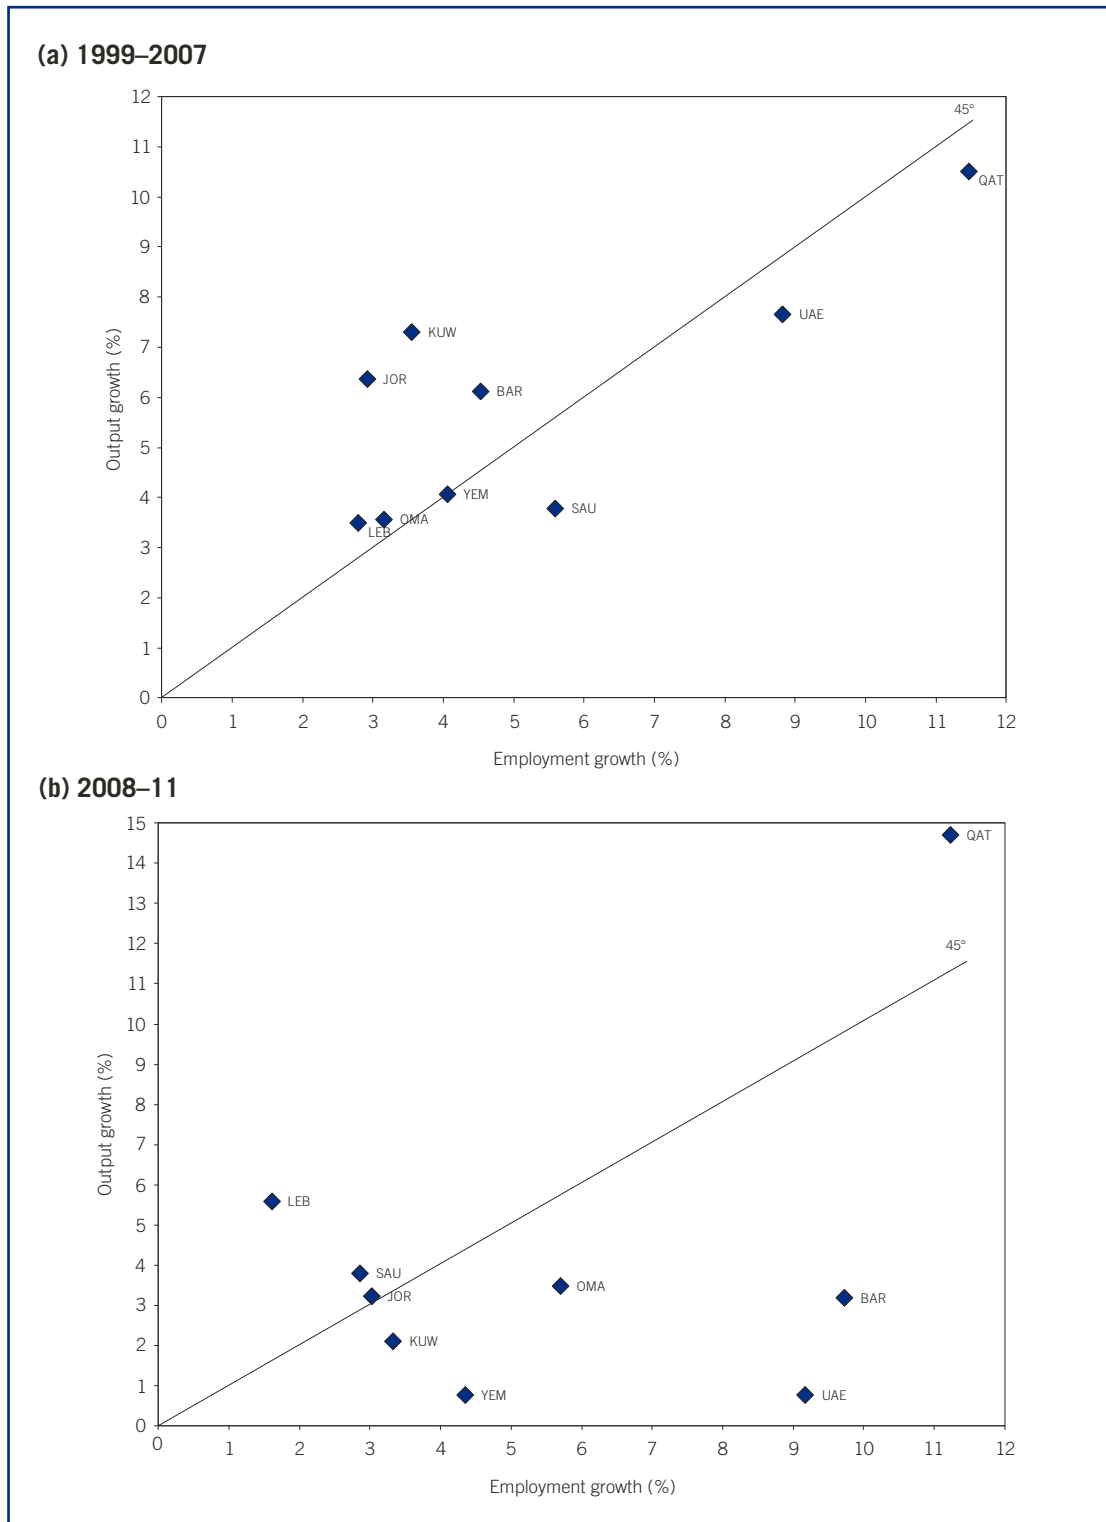 (a) 1999–2007
12
11
10
9
8
7
6
5
4
3
2
1
0
Output growth (%)
45°
QAT
UAE
KUW
JOR
BAR
YEM
SAU
OMA
LEB
0 1 2 3 4 5 6 7 8 9 10 11 12
Employment growth (%)
(b) 2008–11
15
14
13
12
11
10
9
8
7
6
5
4
3
2
1
0
Output growth (%)
QAT
45°
LEB
SAU
JOR
OMA
BAR
KUW
YEM
UAE
0 1 2 3 4 5 6 7 8 9 10 11 12
Employment growth (%)